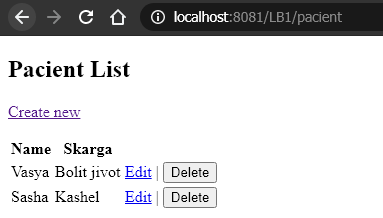 localhost:8081/LB1/pacient
Pacient List
Create new
Name Skarga
Vasya Bolit jivot Edit | Delete
Sasha Kashel Edit | Delete